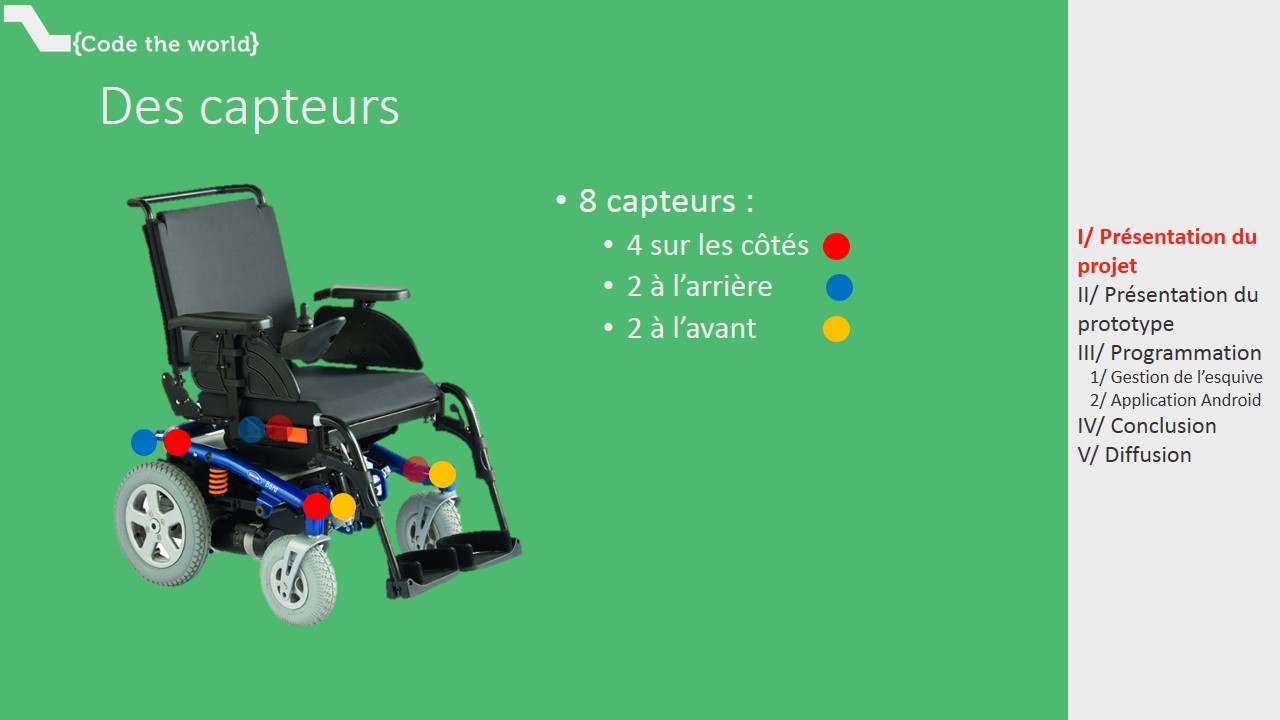 {Code the world}
Des capteurs
• 8 capteurs :
• 4 sur les côtés
• 2 à l’arrière
• 2 à l’avant
I/ Présentation du
projet
II/ Présentation du
prototype
III/ Programmation
1/ Gestion de l’esquive
2/ Application Android
IV/ Conclusion
V/ Diffusion